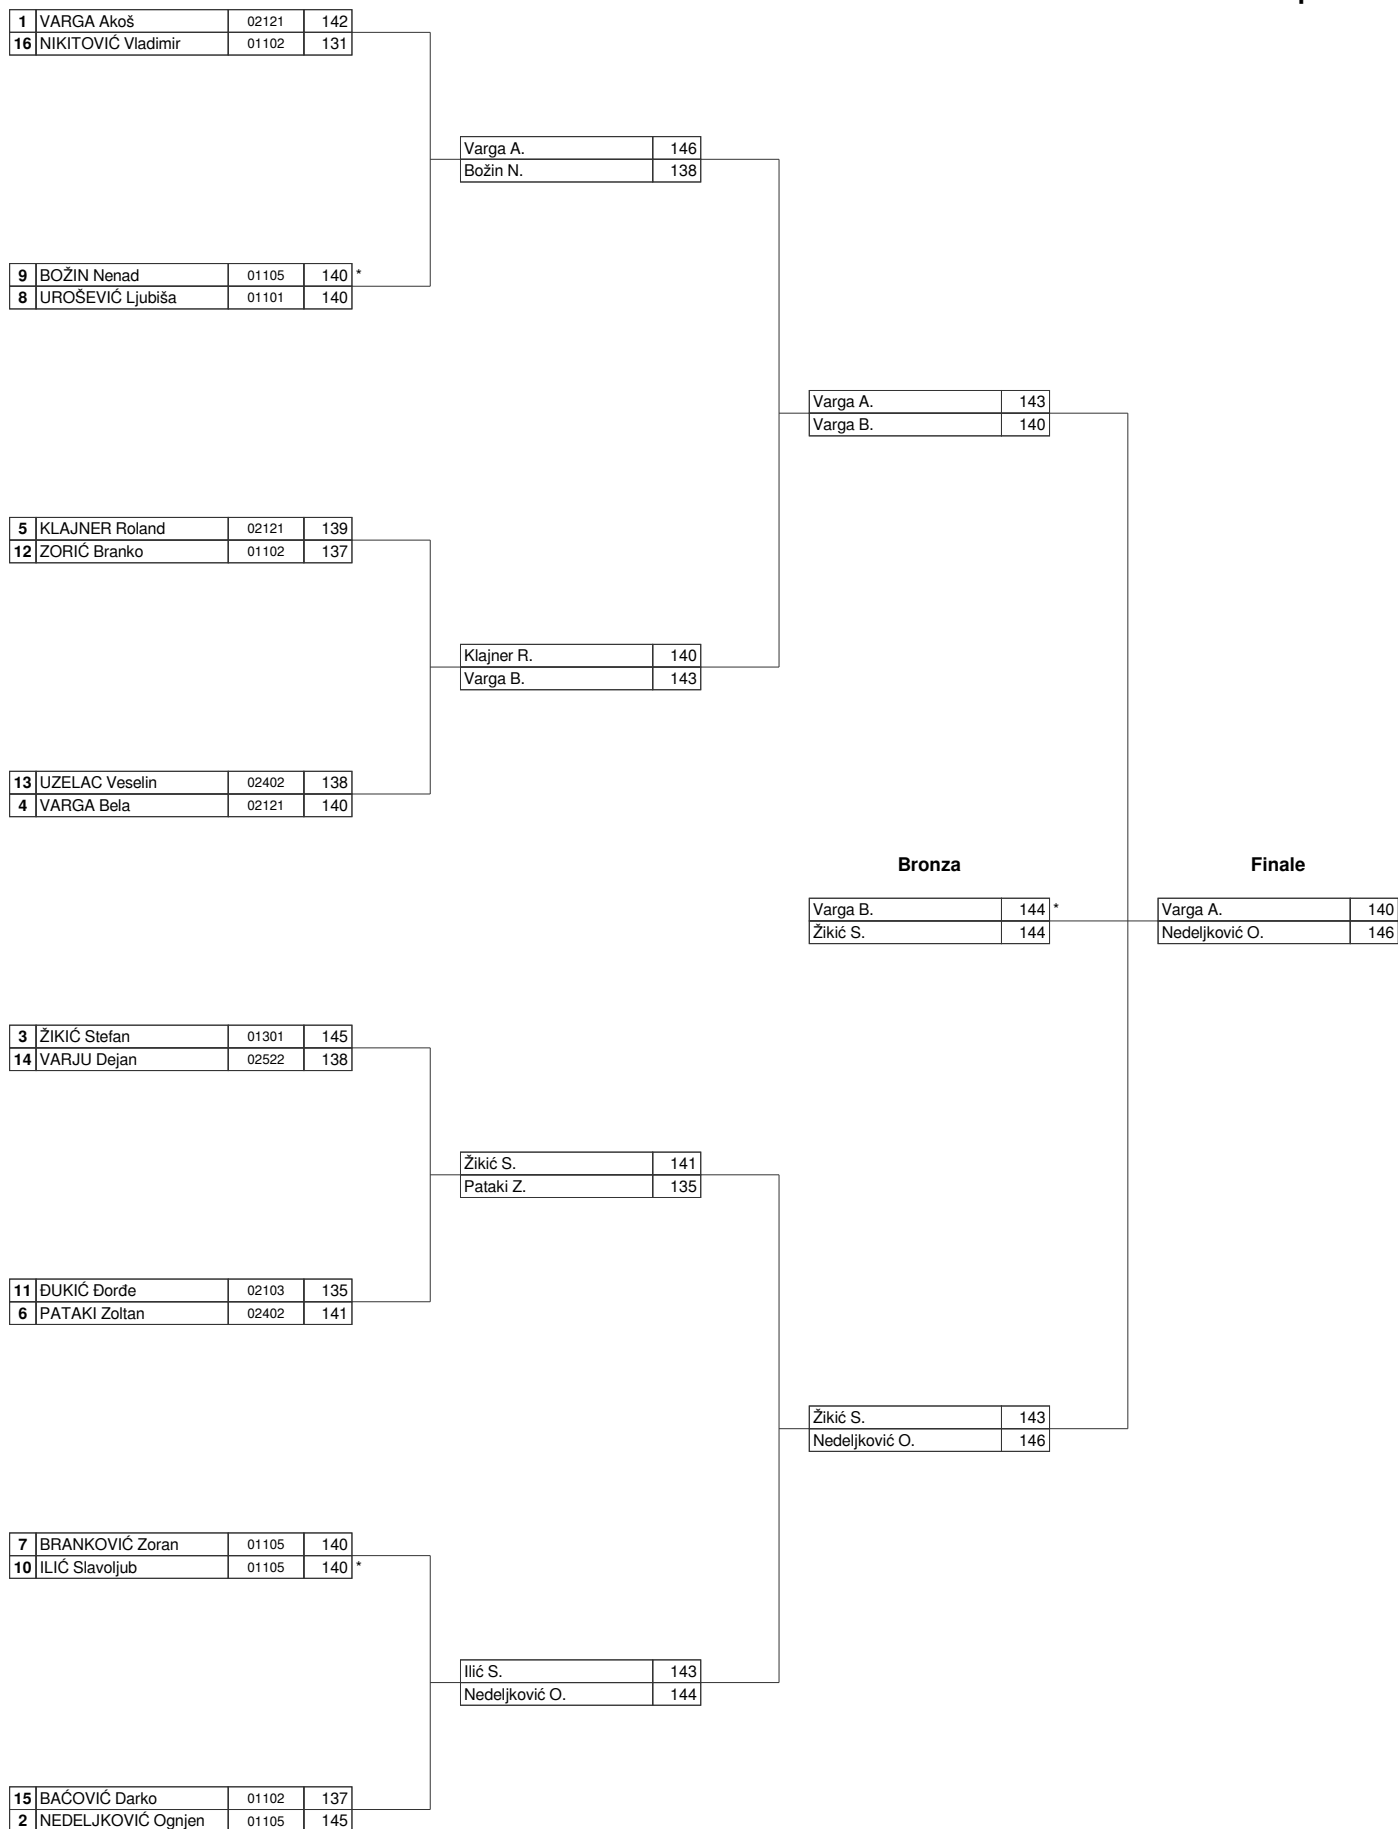 1 VARGA Akoš 02121 142
16 NIKITOVIĆ Vladimir 01102 131
Varga A. 146
Božin N. 138
9 BOŽIN Nenad 01105 140 *
8 UROŠEVIĆ Ljubiša 01101 140
Varga A. 143
Varga B. 140
5 KLAJNER Roland 02121 139
12 ZORIĆ Branko 01102 137
Klajner R. 140
Varga B. 143
13 UZELAC Veselin 02402 138
4 VARGA Bela 02121 140
Bronza Finale
Varga B. 144 * Varga A. 140
Žikić S. 144 Nedeljković O. 146
3 ŽIKIĆ Stefan 01301 145
14 VARJU Dejan 02522 138
Žikić S. 141
Pataki Z. 135
11 ĐUKIĆ Đorđe 02103 135
6 PATAKI Zoltan 02402 141
Žikić S. 143
Nedeljković O. 146
7 BRANKOVIĆ Zoran 01105 140
10 ILIĆ Slavoljub 01105 140 *
Ilić S. 143
Nedeljković O. 144
15 BAĆOVIĆ Darko 01102 137
2 NEDELJKOVIĆ Ognjen 01105 145